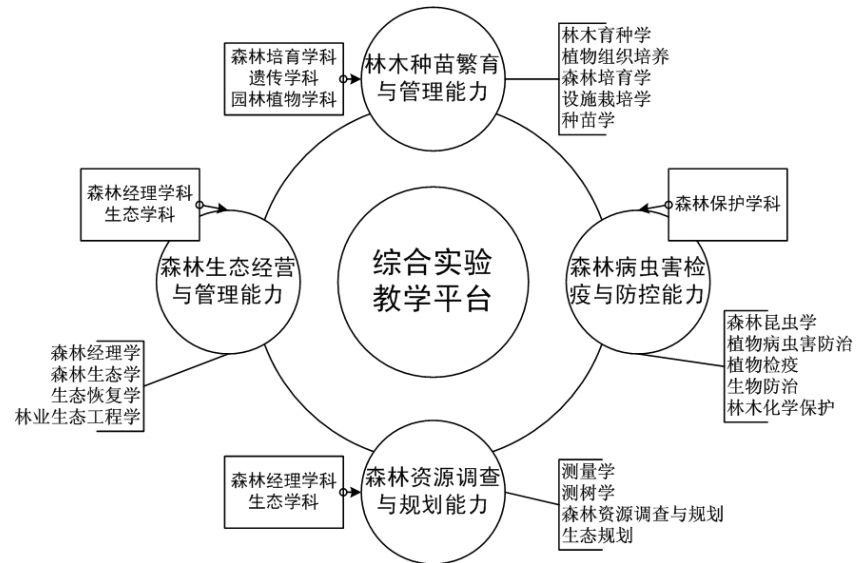 森林培育学科
遗传学科
园林植物学科
林木种苗繁育
与管理能力
林木育种学
植物组织培养
森林培育学
设施栽培学
种苗学
森林经理学科
生态学科
森林生态经营
与管理能力
森林经理学
森林生态学
生态恢复学
林业生态工程学
综合实验
教学平台
森林保护学科
森林病虫害检
疫与防控能力
森林昆虫学
植物病虫害防治
植物检疫
生物防治
林木化学保护
森林经理学科
生态学科
森林资源调查
与规划能力
测量学
测树学
森林资源调查与规划
生态规划